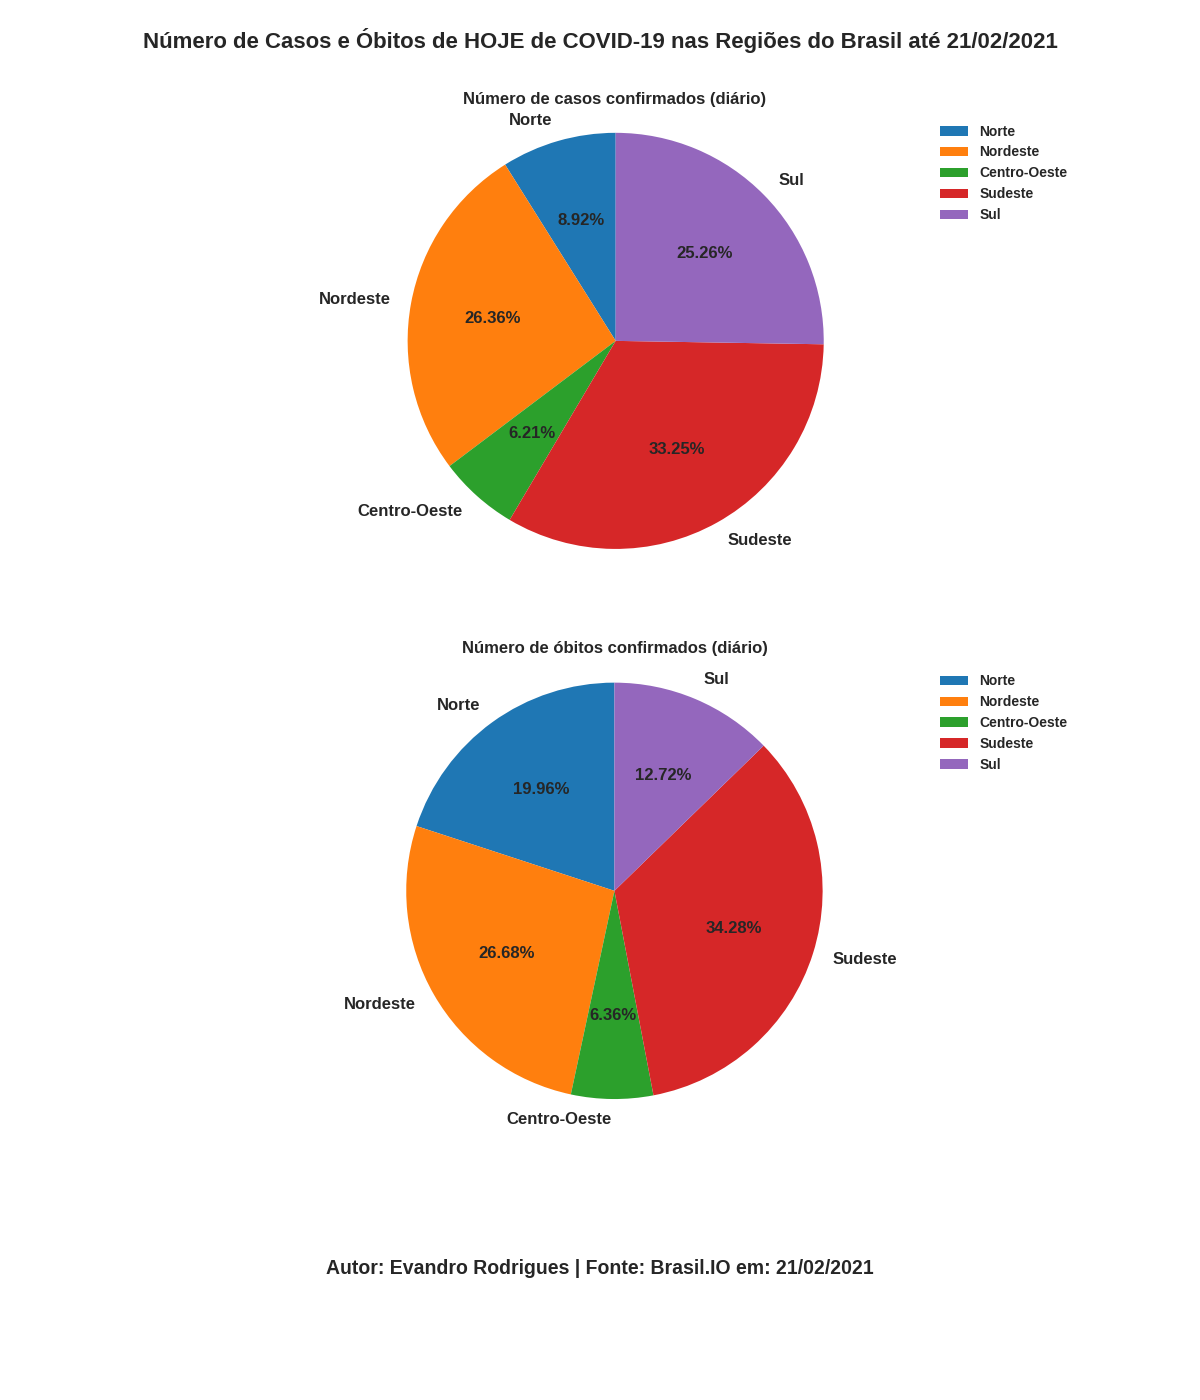 Número de Casos e Óbitos de HOJE de COVID-19 nas Regiões do Brasil até 21/02/2021
Número de casos confirmados (diário)
Norte
Sul
8.92%
25.26%
Nordeste
26.36%
6.21%
33.25%
Centro-Oeste
Sudeste
Norte
Nordeste
Centro-Oeste
Sudeste
Sul
Número de óbitos confirmados (diário)
Sul
Norte
12.72%
19.96%
34.28%
26.68%
Sudeste
Nordeste
6.36%
Centro-Oeste
Norte
Nordeste
Centro-Oeste
Sudeste
Sul
Autor: Evandro Rodrigues | Fonte: Brasil.IO em: 21/02/2021